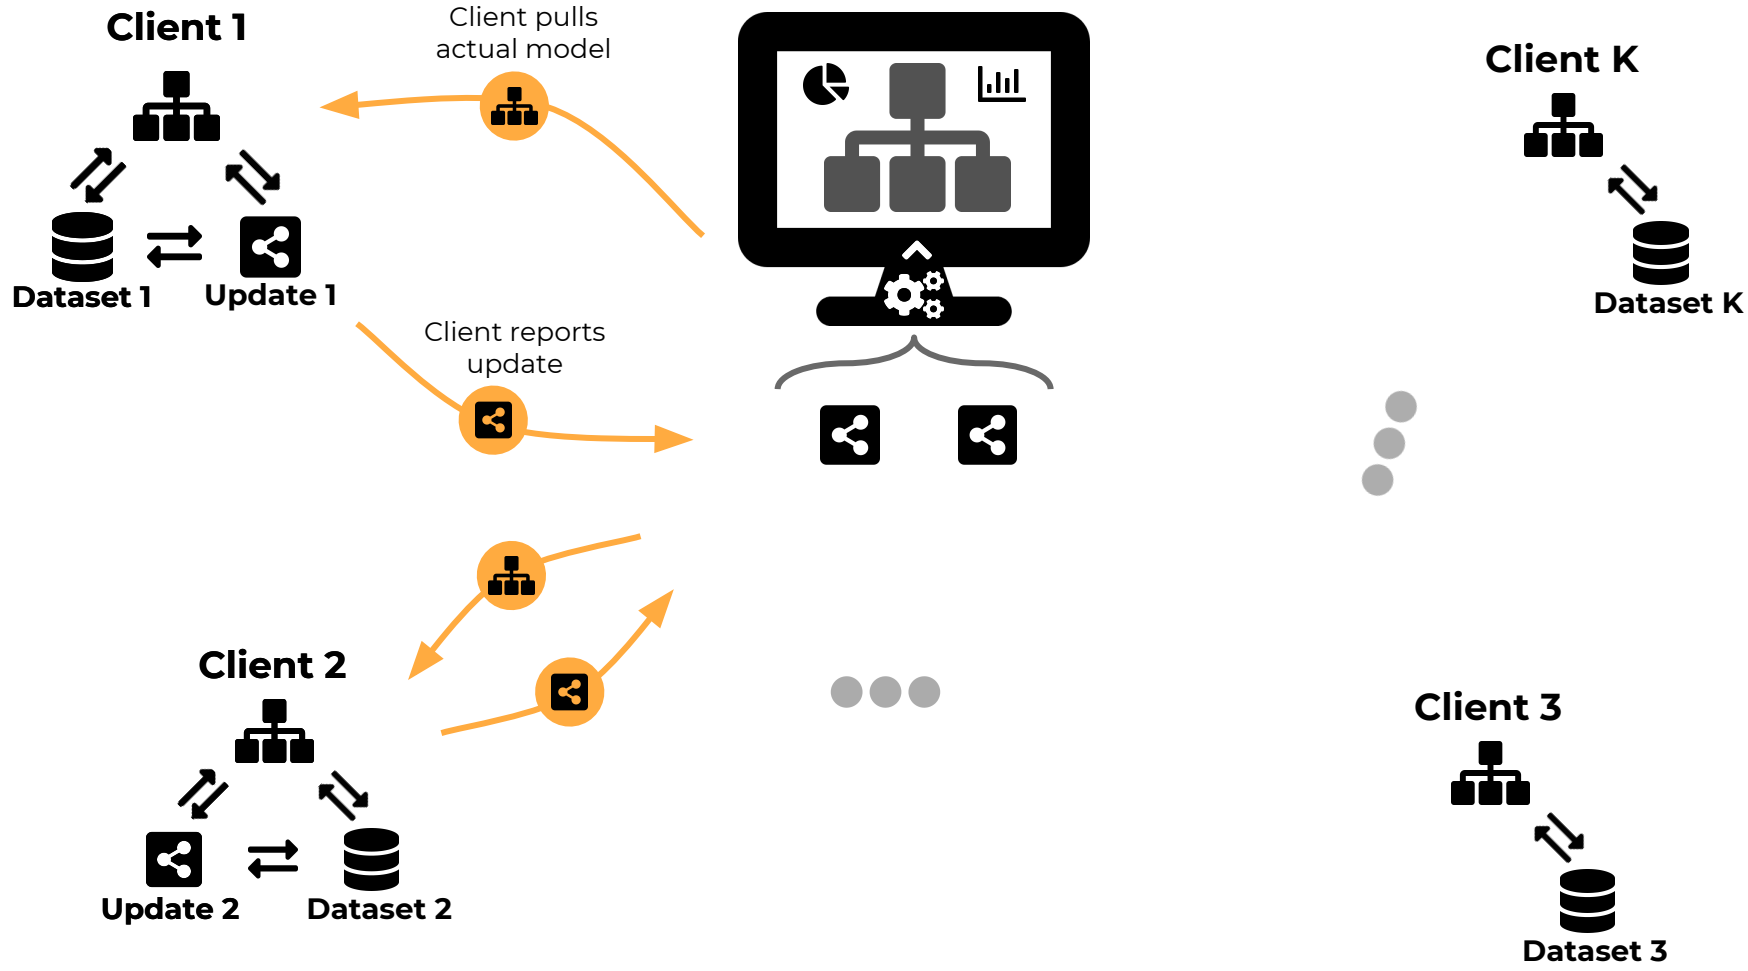 Client 1
Client pulls
actual model
Client K
Dataset 1
Update 1
Dataset K
Client reports
update
Client 2
Client 3
Update 2
Dataset 2
Dataset 3